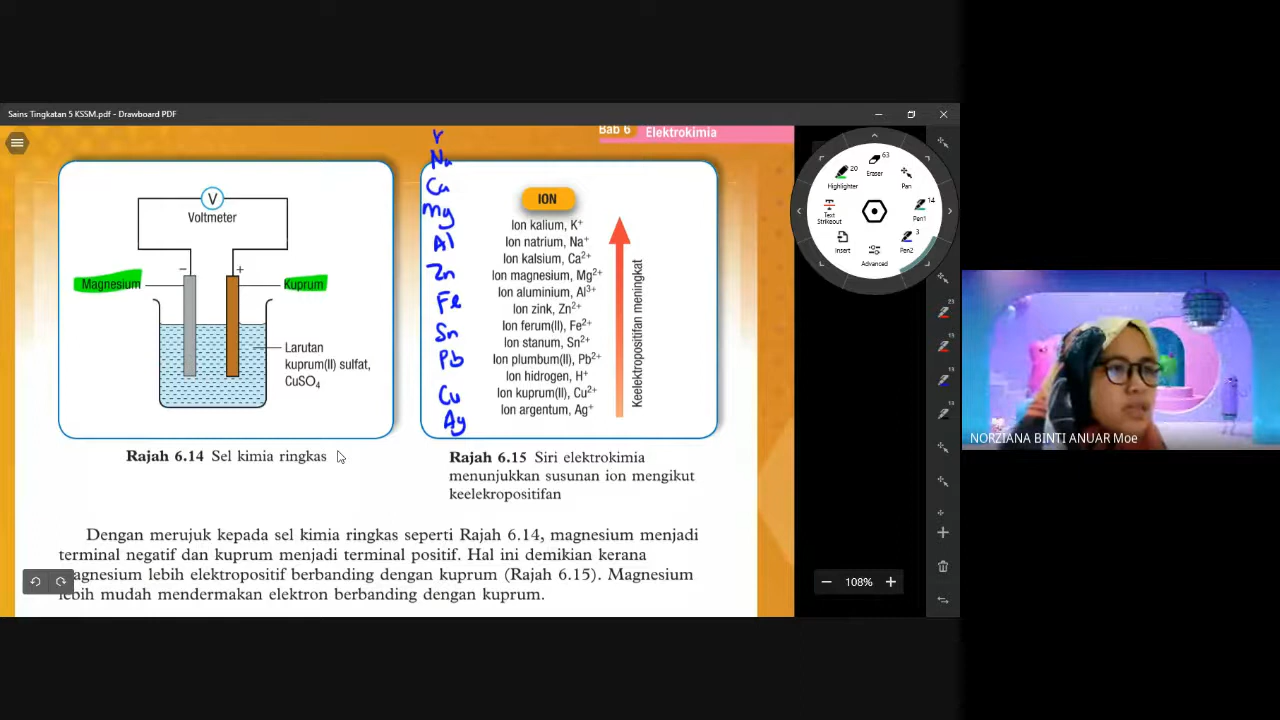 Sains Tingkatan 5 KSSM.pdf - Drawboard PDF
Bab 6 Elektrokimia
V
Voltmeter
–
+
Magnesium
Kuprum
Larutan
kuprum(II) sulfat,
CuSO₄
Rajah 6.14 Sel kimia ringkas
Na
Ca
Mg
Al
Zn
Fe
Sn
Pb
Cu
Ag
ION
Ion kalium, K⁺
Ion natrium, Na⁺
Ion kalsium, Ca²⁺
Ion magnesium, Mg²⁺
Ion aluminium, Al³⁺
Ion zink, Zn²⁺
Ion ferum(II), Fe²⁺
Ion stanum, Sn²⁺
Ion plumbum(II), Pb²⁺
Ion hidrogen, H⁺
Ion kuprum(II), Cu²⁺
Ion argentum, Ag⁺
Keelektropositifan meningkat
Rajah 6.15 Siri elektrokimia
menunjukkan susunan ion mengikut
keelekropositifan
Dengan merujuk kepada sel kimia ringkas seperti Rajah 6.14, magnesium menjadi
terminal negatif dan kuprum menjadi terminal positif. Hal ini demikian kerana
agnesium lebih elektropositif berbanding dengan kuprum (Rajah 6.15). Magnesium
lebih mudah mendermakan elektron berbanding dengan kuprum.
108%
63
Eraser
20
Highlighter
Pan
Text
Strikeout
14
Pen1
Insert
3
Pen2
Advanced
NORZIANA BINTI ANUAR Moe